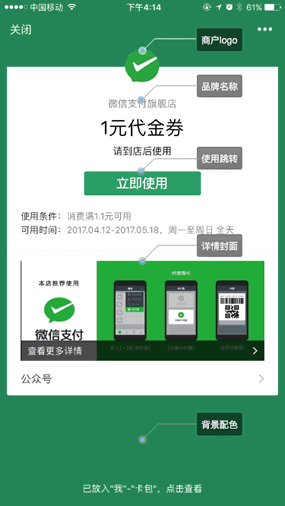 中国移动 下午4:14 61%
关闭
商户logo
品牌名称
微信支付旗舰店
1元代金券
请到店后使用
使用跳转
立即使用
使用条件：消费满1.1元可用
可用时间：2017.04.12-2017.05.18，周一至周日 全天
详情封面
本店推荐使用
微信支付
查看更多详情
公众号
背景配色
已放入"我"-"卡包"，点击查看